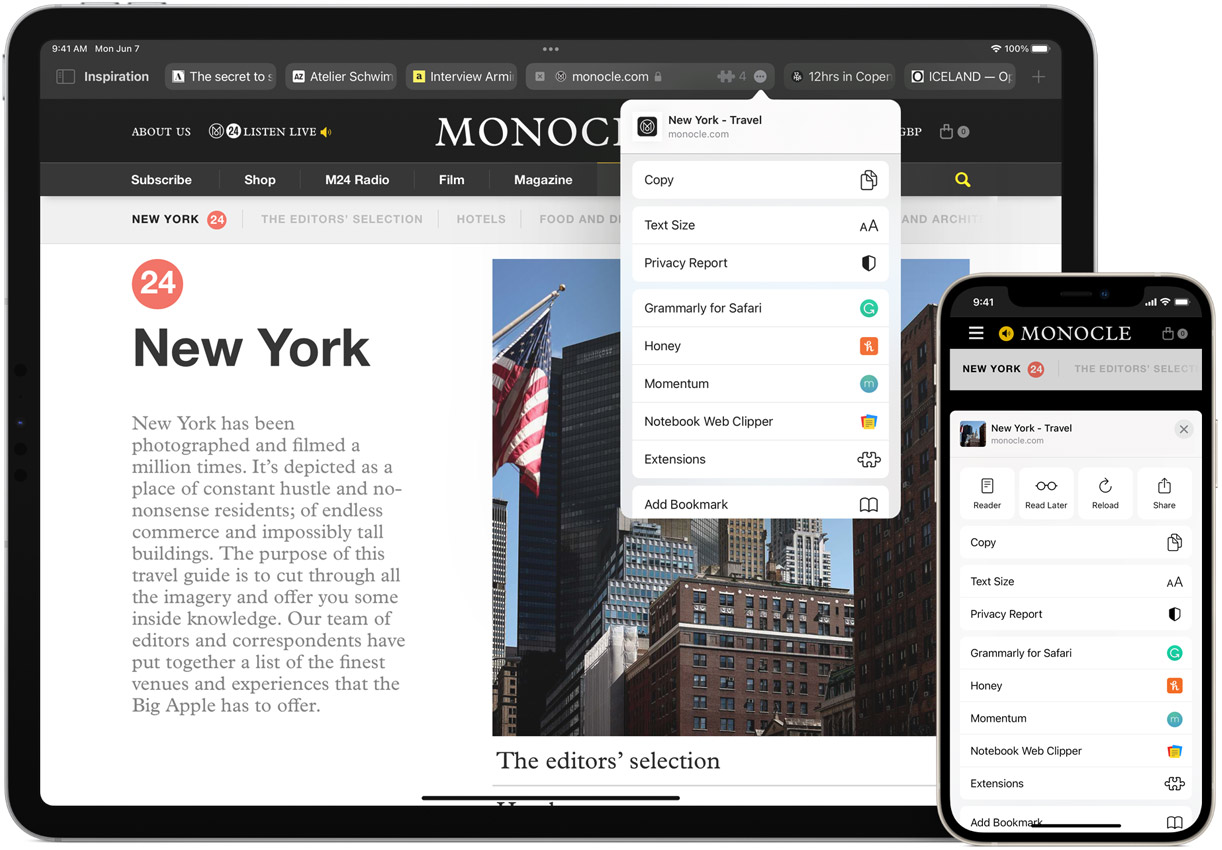 9:41 AM Mon Jun 7
100%
Inspiration
The secret to s
AZ Atelier Schwim
a Interview Armi
monocle.com
4
12hrs in Copen
ICELAND — Op
ABOUT US
24 LISTEN LIVE
MONOC
GBP
0
Subscribe
Shop
M24 Radio
Film
Magazine
NEW YORK 24
THE EDITORS’ SELECTION
HOTELS
FOOD AND D
AND ARCHIT
24
New York
New York has been
photographed and filmed a
million times. It’s depicted as a
place of constant hustle and no-
nonsense residents; of endless
commerce and impossibly tall
buildings. The purpose of this
travel guide is to cut through all
the imagery and offer you some
inside knowledge. Our team of
editors and correspondents have
put together a list of the finest
venues and experiences that the
Big Apple has to offer.
The editors’ selection
New York - Travel
monocle.com
Copy
Text Size AA
Privacy Report
Grammarly for Safari
Honey
Momentum m
Notebook Web Clipper
Extensions
Add Bookmark
9:41
MONOCLE
0
NEW YORK 24
THE EDITORS’ SELECTI
New York - Travel
monocle.com
Reader
Read Later
Reload
Share
Copy
Text Size AA
Privacy Report
Grammarly for Safari
Honey
Momentum m
Notebook Web Clipper
Extensions
Add Bookmark